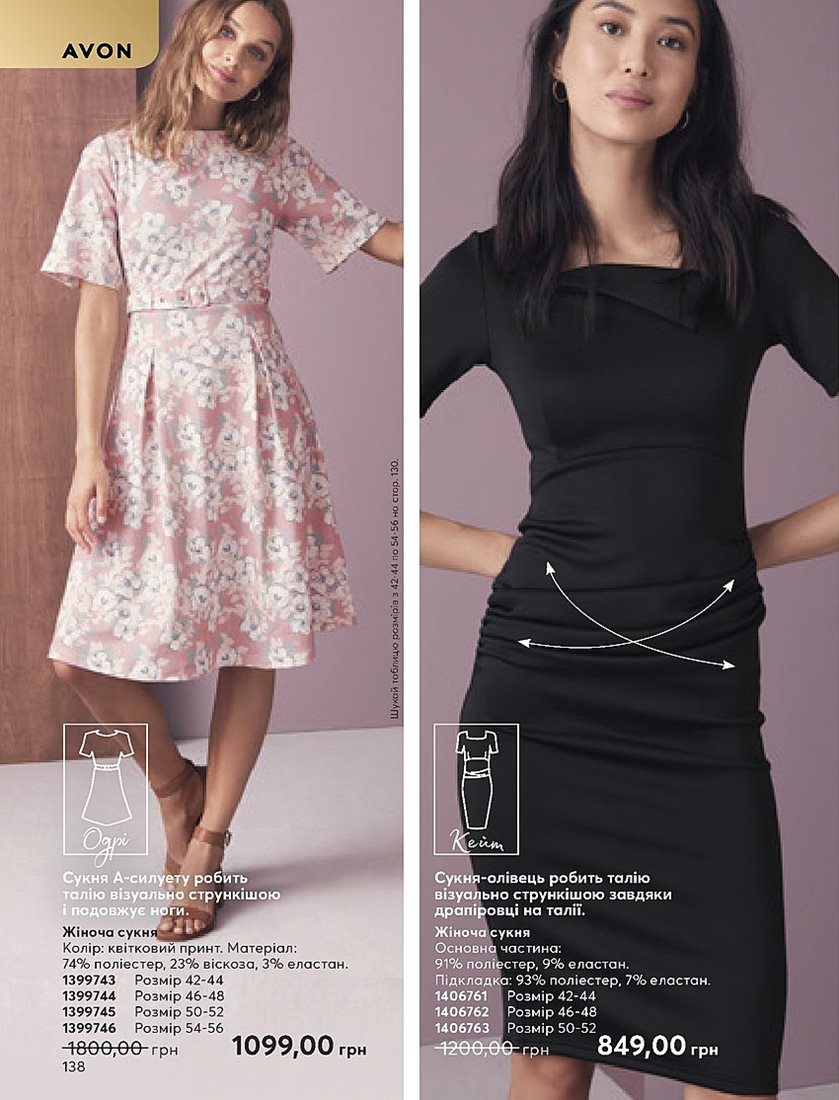 AVON
Шукай таблицю розмірів з 42-44 по 54-56 на стор. 130.
Одрі
Сукня А-силуету робить
талію візуально стрункішою
і подовжує ноги.
Жіноча сукня
Колір: квітковий принт. Матеріал:
74% поліестер, 23% віскоза, 3% еластан.
1399743 Розмір 42-44
1399744 Розмір 46-48
1399745 Розмір 50-52
1399746 Розмір 54-56
1800,00 грн 1099,00 грн
138
Кейт
Сукня-олівець робить талію
візуально стрункішою завдяки
драпіровці на талії.
Жіноча сукня
Основна частина:
91% поліестер, 9% еластан.
Підкладка: 93% поліестер, 7% еластан.
1406761 Розмір 42-44
1406762 Розмір 46-48
1406763 Розмір 50-52
1200,00 грн 849,00 грн